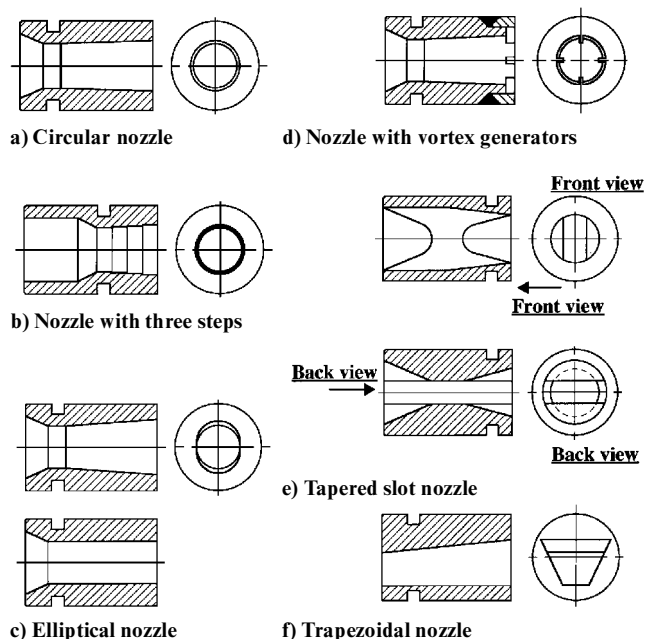 a) Circular nozzle
b) Nozzle with three steps
c) Elliptical nozzle
d) Nozzle with vortex generators
Front view
Front view
Back view
Back view
e) Tapered slot nozzle
f) Trapezoidal nozzle